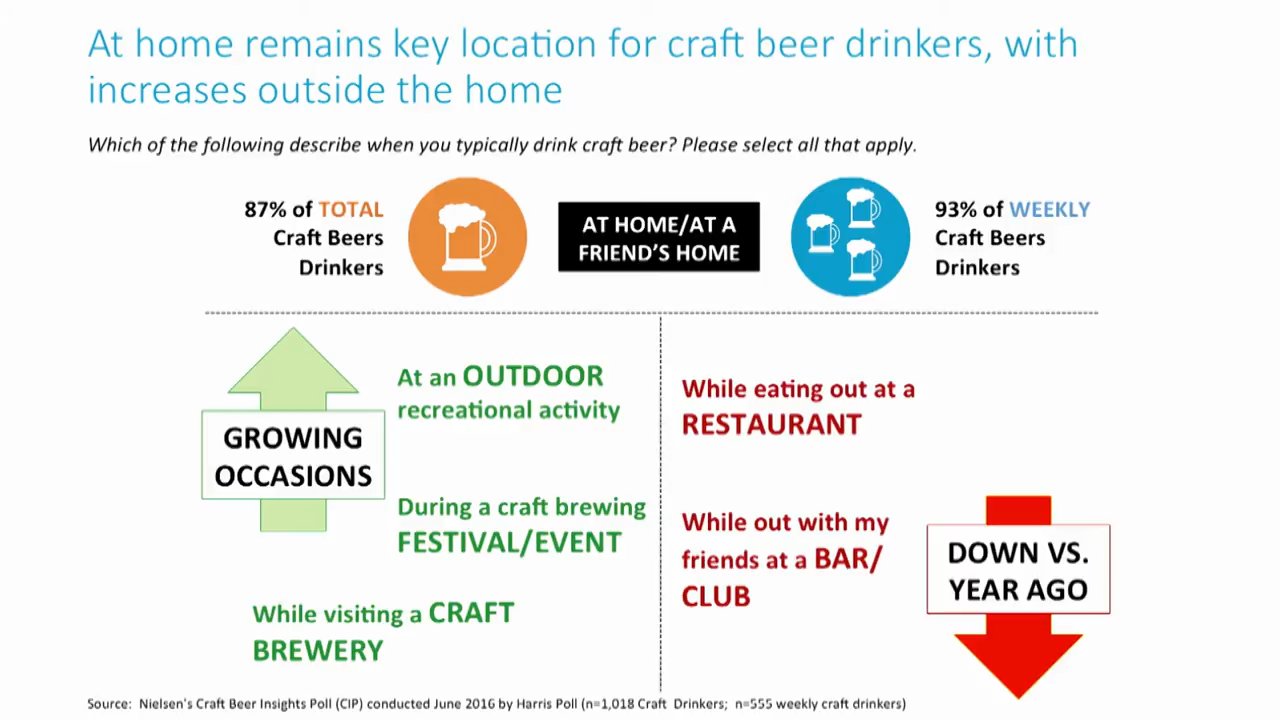 At home remains key location for craft beer drinkers, with
increases outside the home
Which of the following describe when you typically drink craft beer? Please select all that apply.
87% of TOTAL
Craft Beers
Drinkers
AT HOME/AT A
FRIEND'S HOME
93% of WEEKLY
Craft Beers
Drinkers
GROWING
OCCASIONS
At an OUTDOOR
recreational activity
During a craft brewing
FESTIVAL/EVENT
While visiting a CRAFT
BREWERY
While eating out at a
RESTAURANT
While out with my
friends at a BAR/
CLUB
DOWN VS.
YEAR AGO
Source: Nielsen's Craft Beer Insights Poll (CIP) conducted June 2016 by Harris Poll (n=1,018 Craft Drinkers; n=555 weekly craft drinkers)